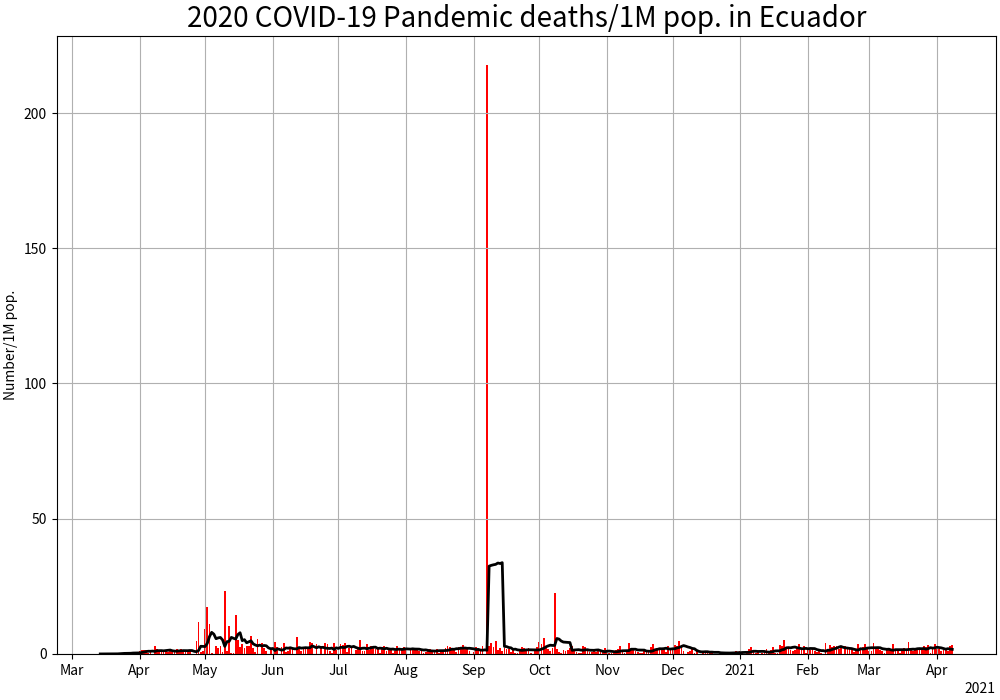 2020 COVID-19 Pandemic deaths/1M pop. in Ecuador
Number/1M pop.
200
150
100
50
0
Mar Apr May Jun Jul Aug Sep Oct Nov Dec 2021 Feb Mar Apr
2021